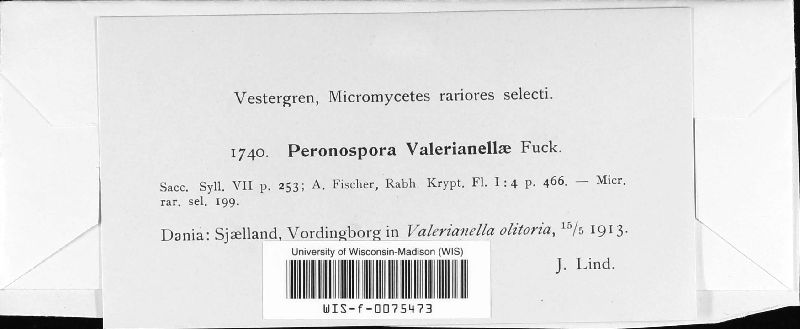 Vestergren, Micromycetes rariores selecti.
1740. Peronospora Valerianellæ Fuck.
Sacc. Syll. VII p. 253; A. Fischer, Rabh. Krypt. Fl. I:4 p. 466. — Micr.
rar. sel. 199.
Dania: Sjælland, Vordingborg in Valerianella olitoria, 15/5 1913.
J. Lind.
University of Wisconsin-Madison (WIS)
WIS-f-0075473